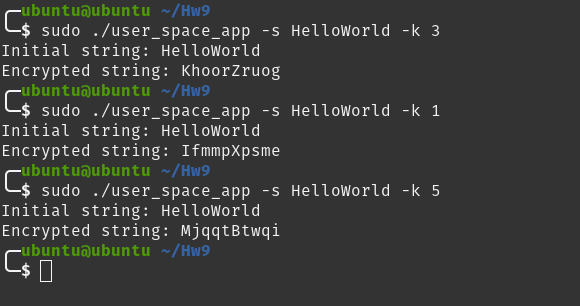 ubuntu@ubuntu ~/Hw9
$ sudo ./user_space_app -s HelloWorld -k 3
Initial string: HelloWorld
Encrypted string: KhoorZruog
ubuntu@ubuntu ~/Hw9
$ sudo ./user_space_app -s HelloWorld -k 1
Initial string: HelloWorld
Encrypted string: IfmmpXpsme
ubuntu@ubuntu ~/Hw9
$ sudo ./user_space_app -s HelloWorld -k 5
Initial string: HelloWorld
Encrypted string: MjqqtBtwqi
ubuntu@ubuntu ~/Hw9
$